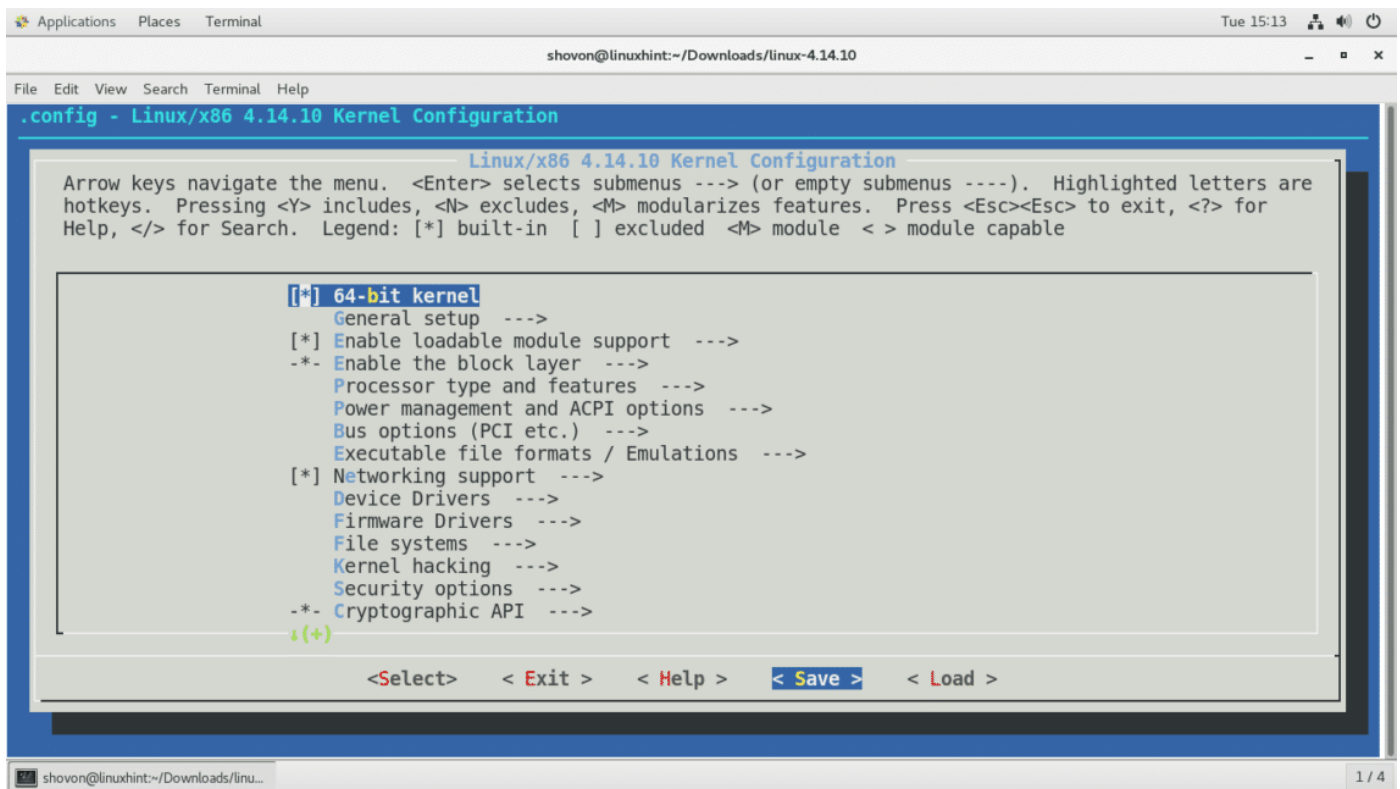 Applications Places Terminal Tue 15:13
shovon@linuxhint:~/Downloads/linux-4.14.10
File Edit View Search Terminal Help
.config - Linux/x86 4.14.10 Kernel Configuration
Linux/x86 4.14.10 Kernel Configuration
Arrow keys navigate the menu. <Enter> selects submenus ---> (or empty submenus ----). Highlighted letters are
hotkeys. Pressing <Y> includes, <N> excludes, <M> modularizes features. Press <Esc><Esc> to exit, <?> for
Help, </> for Search. Legend: [*] built-in [ ] excluded <M> module < > module capable
[*] 64-bit kernel
General setup --->
[*] Enable loadable module support --->
-*- Enable the block layer --->
Processor type and features --->
Power management and ACPI options --->
Bus options (PCI etc.) --->
Executable file formats / Emulations --->
[*] Networking support --->
Device Drivers --->
Firmware Drivers --->
File systems --->
Kernel hacking --->
Security options --->
-*- Cryptographic API --->
↓(+)
<Select> < Exit > < Help > < Save > < Load >
shovon@linuxhint:~/Downloads/linu... 1 / 4